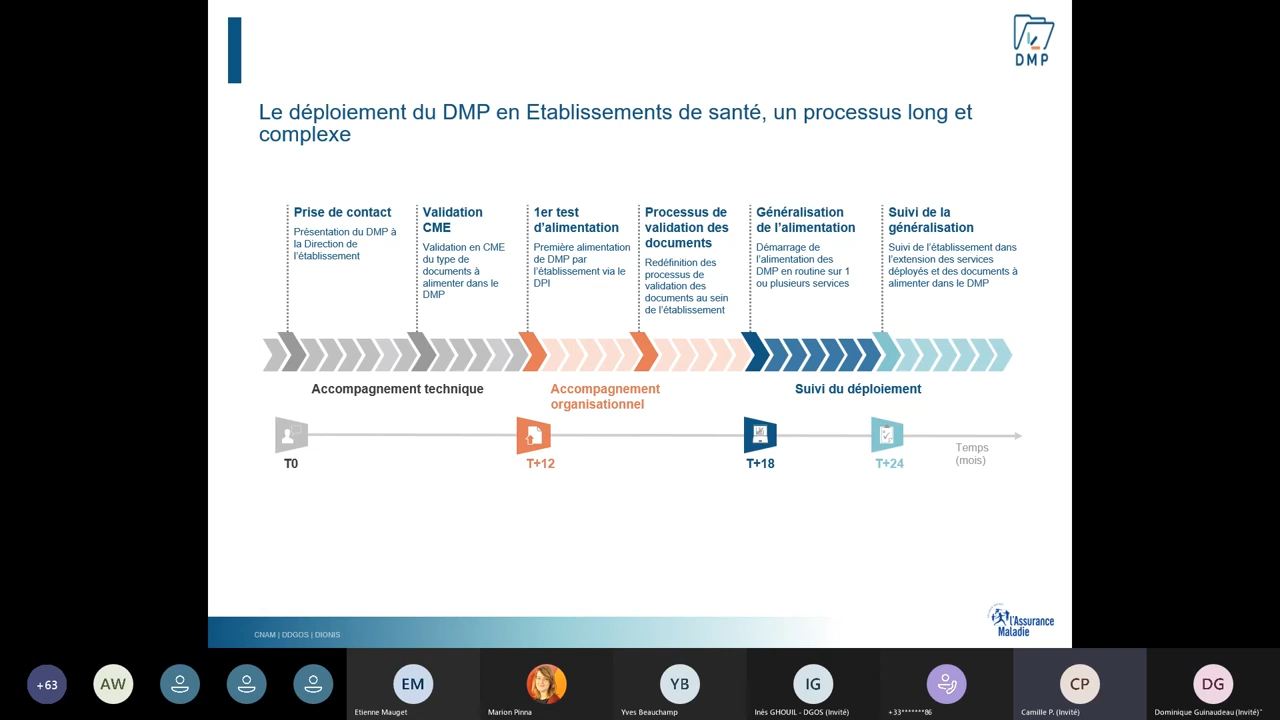 DMP
Le déploiement du DMP en Etablissements de santé, un processus long et
complexe
Prise de contact
Présentation du DMP à
la Direction de
l'établissement
Validation
CME
Validation en CME
du type de
documents à
alimenter dans le
DMP
1er test
d'alimentation
Première alimentation
de DMP par
l'établissement via le
DPI
Processus de
validation des
documents
Redéfinition des
processus de
validation des
documents au sein
de l'établissement
Généralisation
de l'alimentation
Démarrage de
l'alimentation des
DMP en routine sur 1
ou plusieurs services
Suivi de la
généralisation
Suivi de l'établissement dans
l'extension des services
déployés et des documents à
alimenter dans le DMP
Accompagnement technique
Accompagnement
organisationnel
Suivi du déploiement
T0
T+12
T+18
T+24
Temps
(mois)
CNAM | DDGOS | DIONIS
l'Assurance
Maladie
+63
AW
EM
YB
IG
CP
DG
Etienne Mauget
Marion Pinna
Yves Beauchamp
Inès GHOUIL - DGOS (Invité)
+33*******86
Camille P. (Invité)
Dominique Guinaudeau (Invité)